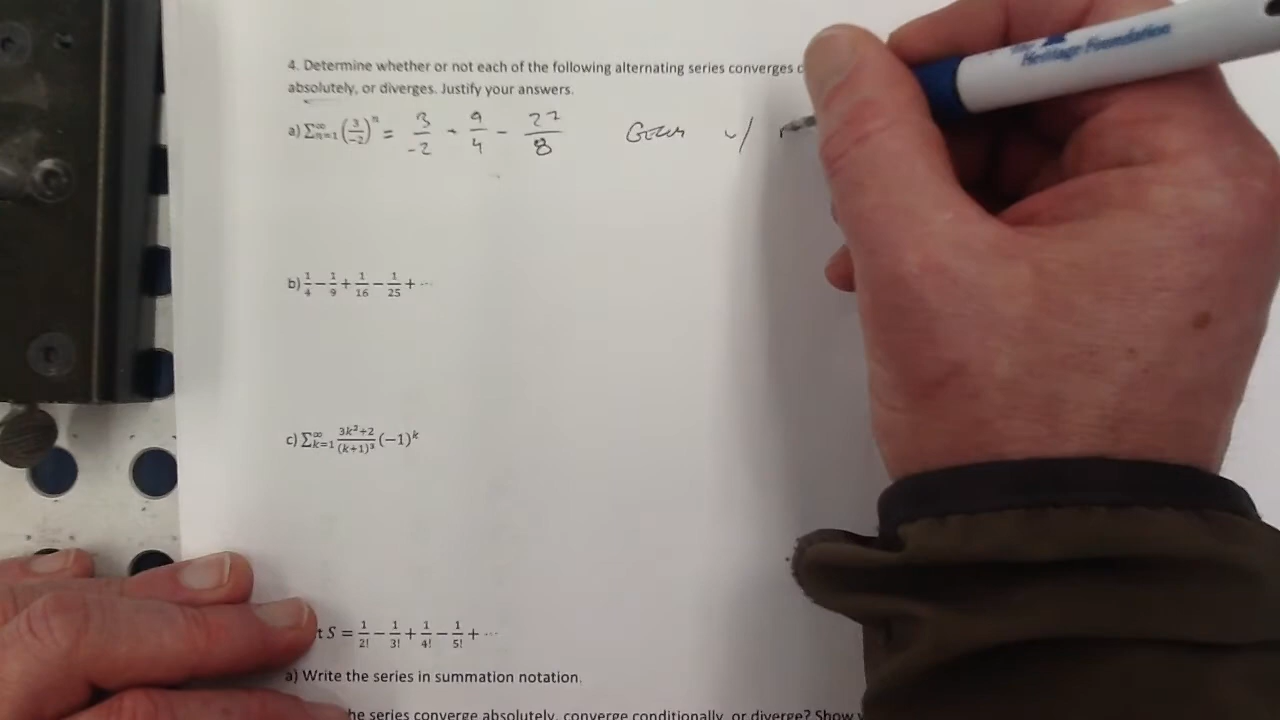 4. Determine whether or not each of the following alternating series converges
absolutely, or diverges. Justify your answers.
a) ∑_{n=1}^{∞} (3/-2)^n = 3/-2 + 9/4 - 27/8 Geom w/ r
b) 1/4 - 1/9 + 1/16 - 1/25 + ⋯
c) ∑_{k=1}^{∞} (3k²+2)/(k+1)³ (-1)^k
t S = 1/2! - 1/3! + 1/4! - 1/5! + ⋯
a) Write the series in summation notation.
he series converge absolutely, converge conditionally, or diverge? Show
Heritage Foundation